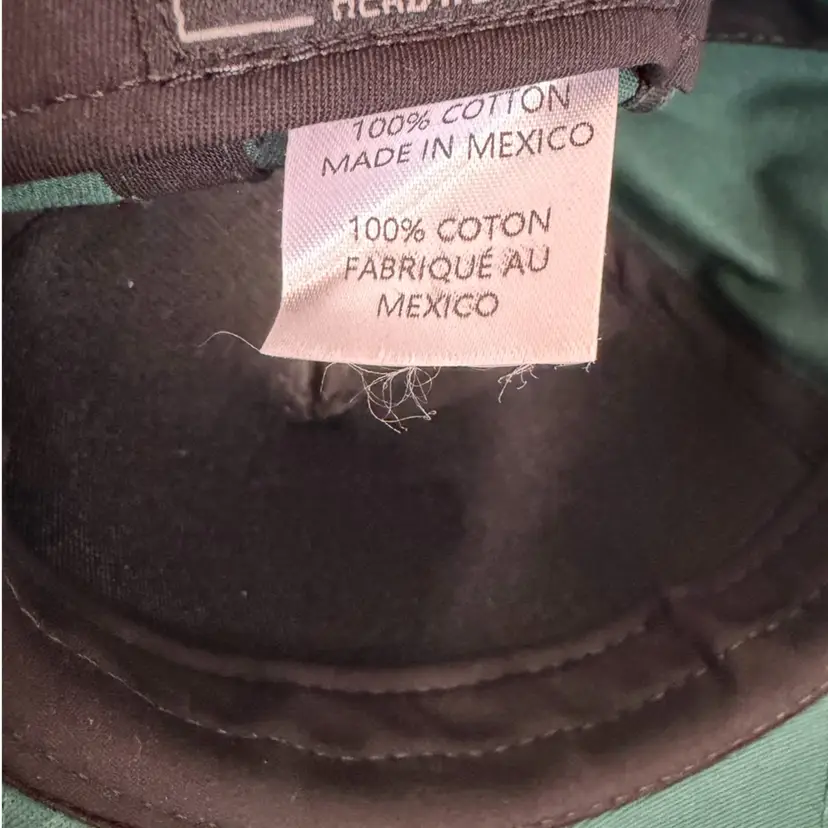 100% COTTON
MADE IN MEXICO
100% COTON
FABRIQUÉ AU
MEXICO